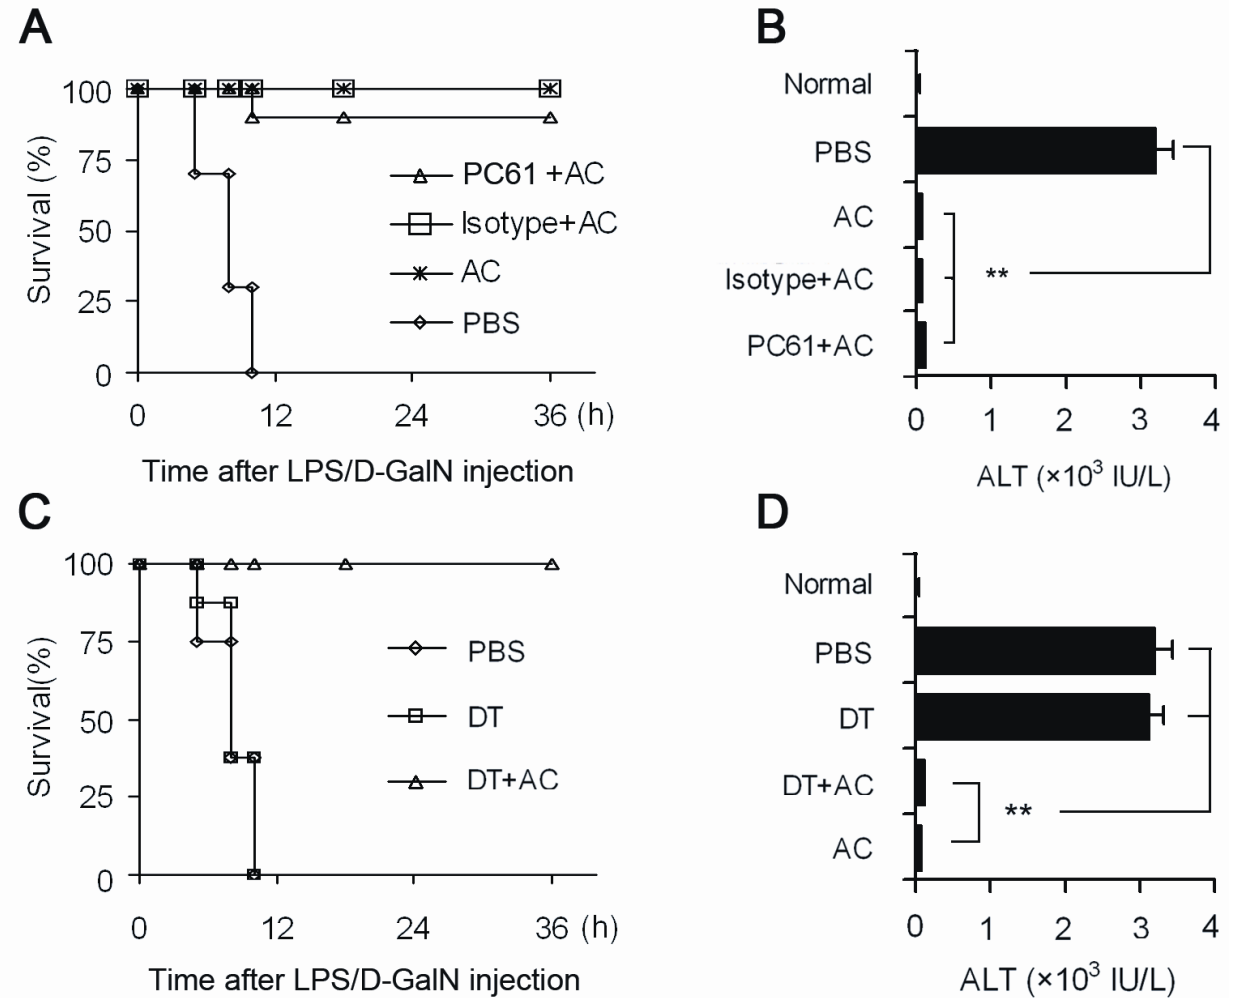 A
100
75
50
25
0
Survival (%)
PC61 +AC
Isotype+AC
AC
PBS
0 12 24 36 (h)
Time after LPS/D-GalN injection
B
Normal
PBS
AC
Isotype+AC
PC61+AC
**
0 1 2 3 4
ALT (×10³ IU/L)
C
100
75
50
25
0
Survival(%)
PBS
DT
DT+AC
0 12 24 36 (h)
Time after LPS/D-GalN injection
D
Normal
PBS
DT
DT+AC
AC
**
0 1 2 3 4
ALT (×10³ IU/L)